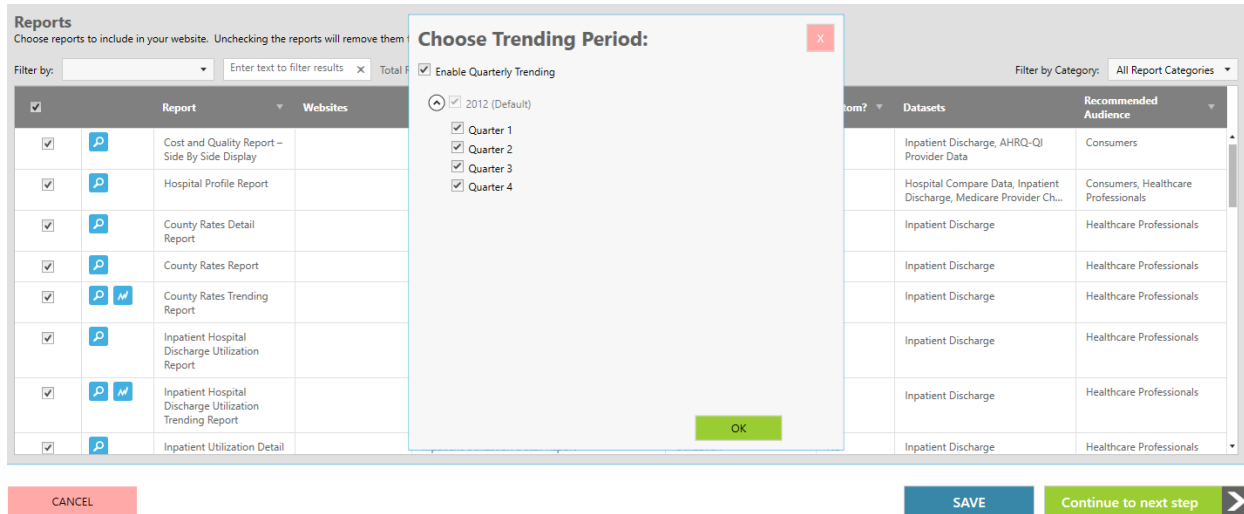 Reports
Choose reports to include in your website. Unchecking the reports will remove them
Filter by:
Enter text to filter results x
Total
Filter by Category: All Report Categories
Report
Websites
Datasets
Recommended
Audience
Cost and Quality Report –
Side By Side Display
Inpatient Discharge, AHRQ-QI
Provider Data
Consumers
Hospital Profile Report
Hospital Compare Data, Inpatient
Discharge, Medicare Provider Ch...
Consumers, Healthcare
Professionals
County Rates Detail
Report
Inpatient Discharge
Healthcare Professionals
County Rates Report
Inpatient Discharge
Healthcare Professionals
County Rates Trending
Report
Inpatient Discharge
Healthcare Professionals
Inpatient Hospital
Discharge Utilization
Report
Inpatient Discharge
Healthcare Professionals
Inpatient Hospital
Discharge Utilization
Trending Report
Inpatient Discharge
Healthcare Professionals
Inpatient Utilization Detail
Inpatient Discharge
Healthcare Professionals
Choose Trending Period:
X
Enable Quarterly Trending
2012 (Default)
Quarter 1
Quarter 2
Quarter 3
Quarter 4
OK
CANCEL
SAVE
Continue to next step